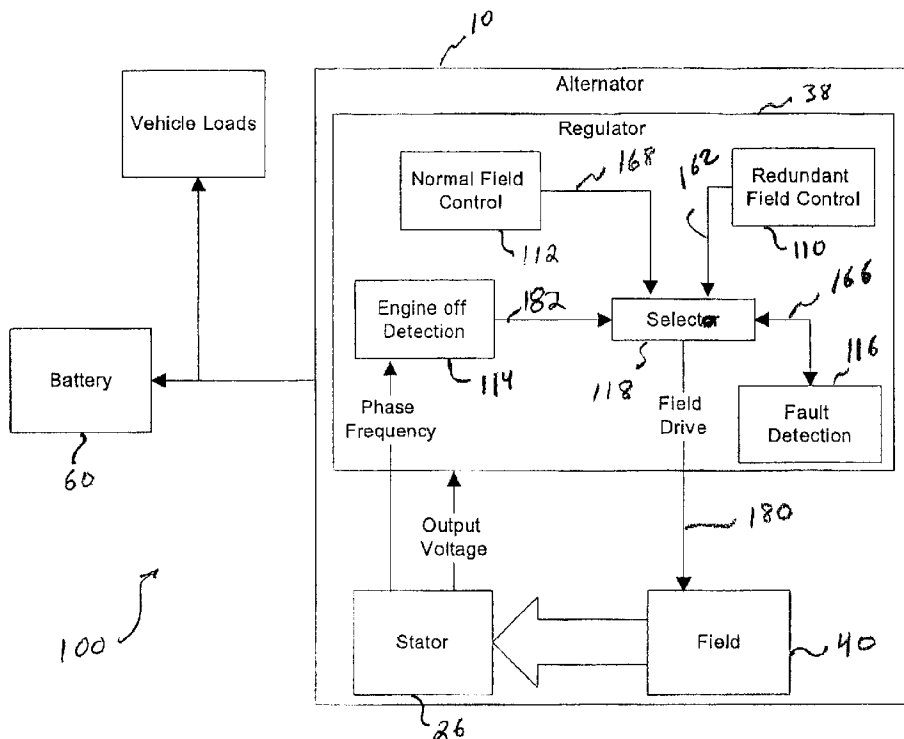 10
Alternator
38
Vehicle Loads
Regulator
Normal Field
Control
168
162
Redundant
Field Control
112
110
166
Engine off
Detection
182
Selector
116
114
118
Battery
60
Phase
Frequency
Field
Drive
Fault
Detection
Output
Voltage
180
100
Stator
Field
40
26